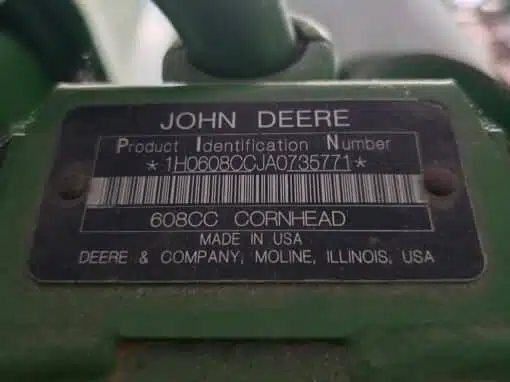 JOHN DEERE
Product Identification Number
*1H0608CCJA0735771*
608CC CORNHEAD
MADE IN USA
DEERE & COMPANY, MOLINE, ILLINOIS, USA